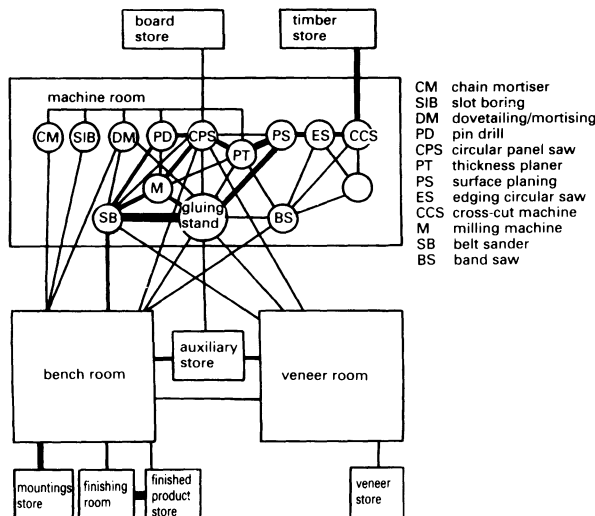 board
store
timber
store
machine room
CM
SIB
DM
PD
CPS
PT
PS
ES
CCS
M
gluing
stand
SB
BS
CM chain mortiser
SIB slot boring
DM dovetailing/mortising
PD pin drill
CPS circular panel saw
PT thickness planer
PS surface planing
ES edging circular saw
CCS cross-cut machine
M milling machine
SB belt sander
BS band saw
bench room
auxiliary
store
veneer room
mountings
store
finishing
room
finished
product
store
veneer
store